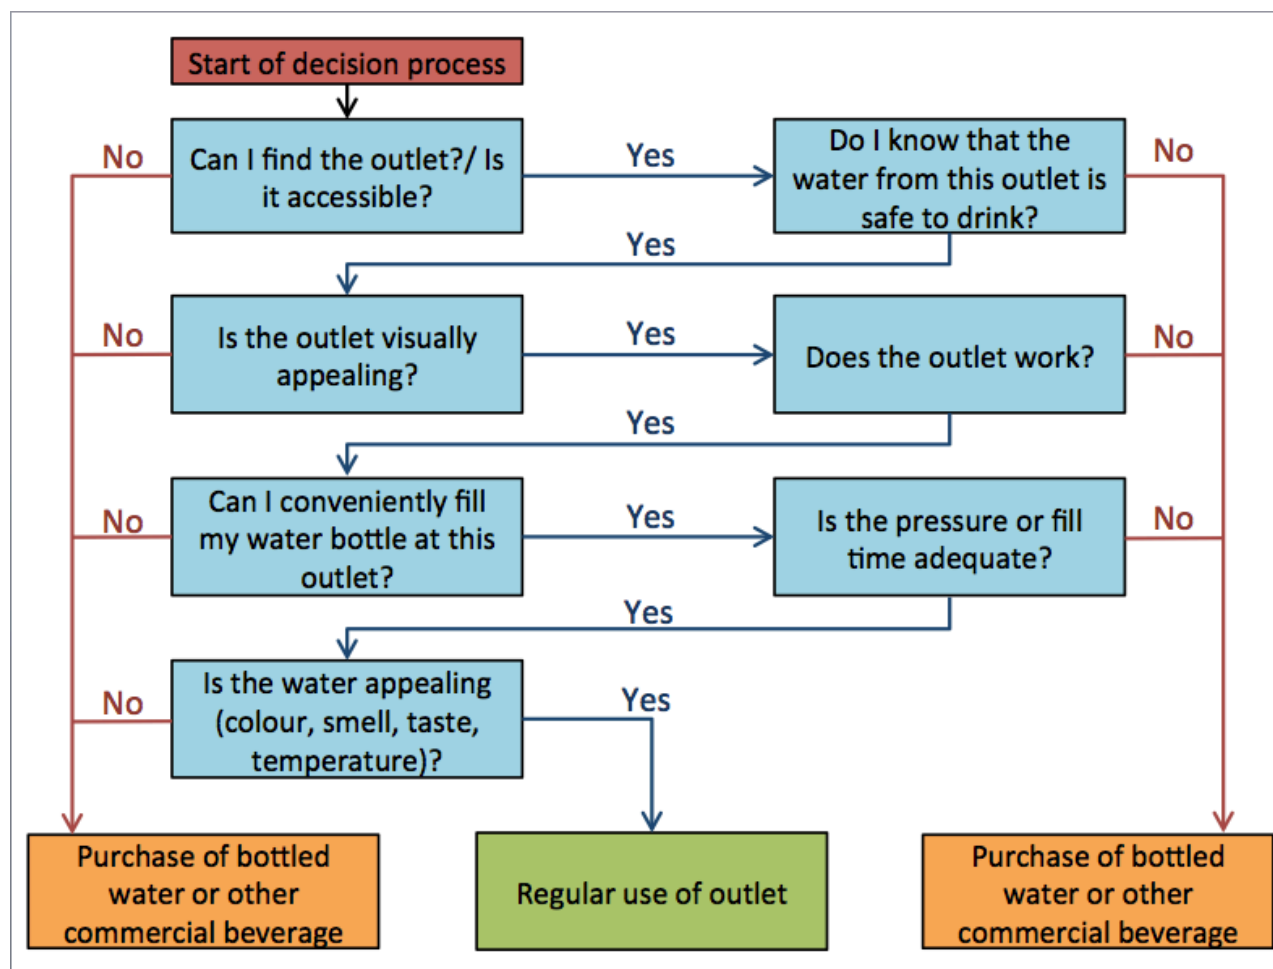 Start of decision process
No
Can I find the outlet?/ Is
it accessible?
Yes
Do I know that the
water from this outlet is
safe to drink?
No
Yes
No
Is the outlet visually
appealing?
Yes
Does the outlet work?
No
Yes
No
Can I conveniently fill
my water bottle at this
outlet?
Yes
Is the pressure or fill
time adequate?
No
Yes
No
Is the water appealing
(colour, smell, taste,
temperature)?
Yes
Purchase of bottled
water or other
commercial beverage
Regular use of outlet
Purchase of bottled
water or other
commercial beverage